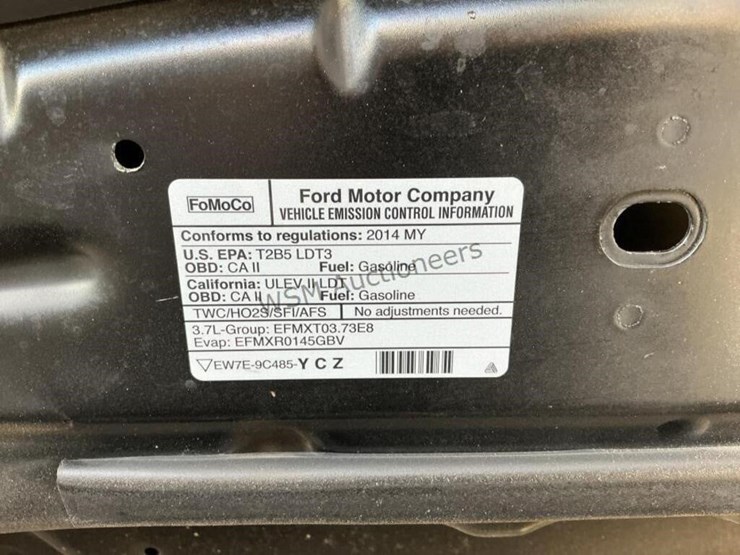 FoMoCo
Ford Motor Company
VEHICLE EMISSION CONTROL INFORMATION
Conforms to regulations: 2014 MY
U.S. EPA: T2B5 LDT3
OBD: CA II Fuel: Gasoline
California: ULEV II LDT
OBD: CA II Fuel: Gasoline
TWC/HO2S/SFI/AFS No adjustments needed.
3.7L-Group: EFMXT03.73E8
Evap: EFMXR0145GBV
EW7E-9C485-Y C Z
WSM Auctioneers